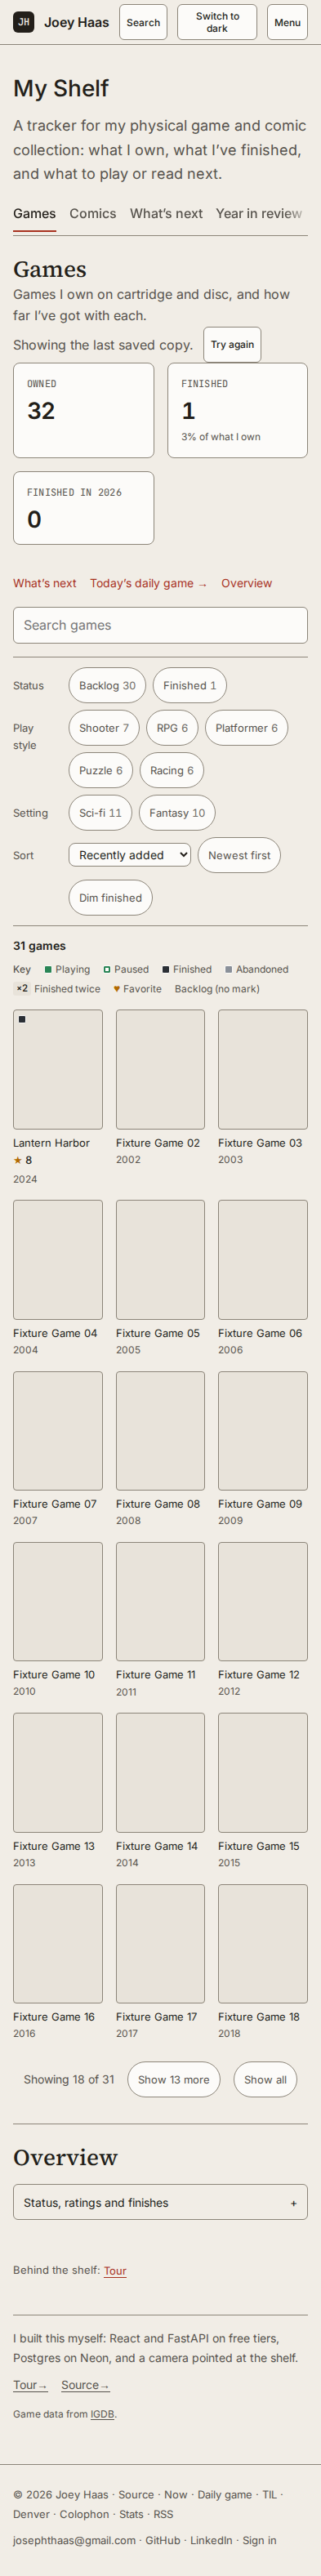 JH Joey Haas Search Switch to dark Menu
My Shelf
A tracker for my physical game and comic
collection: what I own, what I've finished,
and what to play or read next.
Games Comics What's next Year in review
Games
Games I own on cartridge and disc, and how
far I've got with each.
Showing the last saved copy. Try again
OWNED
32
FINISHED
1
3% of what I own
FINISHED IN 2026
0
What's next Today's daily game → Overview
Search games
Status Backlog 30 Finished 1
Play style Shooter 7 RPG 6 Platformer 6
Puzzle 6 Racing 6
Setting Sci-fi 11 Fantasy 10
Sort Recently added Newest first
Dim finished
31 games
Key Playing Paused Finished Abandoned
×2 Finished twice ♥ Favorite Backlog (no mark)
Lantern Harbor Fixture Game 02 Fixture Game 03
★ 8 2002 2003
2024
Fixture Game 04 Fixture Game 05 Fixture Game 06
2004 2005 2006
Fixture Game 07 Fixture Game 08 Fixture Game 09
2007 2008 2009
Fixture Game 10 Fixture Game 11 Fixture Game 12
2010 2011 2012
Fixture Game 13 Fixture Game 14 Fixture Game 15
2013 2014 2015
Fixture Game 16 Fixture Game 17 Fixture Game 18
2016 2017 2018
Showing 18 of 31 Show 13 more Show all
Overview
Status, ratings and finishes +
Behind the shelf: Tour
I built this myself: React and FastAPI on free tiers,
Postgres on Neon, and a camera pointed at the shelf.
Tour→ Source→
Game data from IGDB.
© 2026 Joey Haas · Source · Now · Daily game · TIL ·
Denver · Colophon · Stats · RSS
josephthaas@gmail.com · GitHub · LinkedIn · Sign in